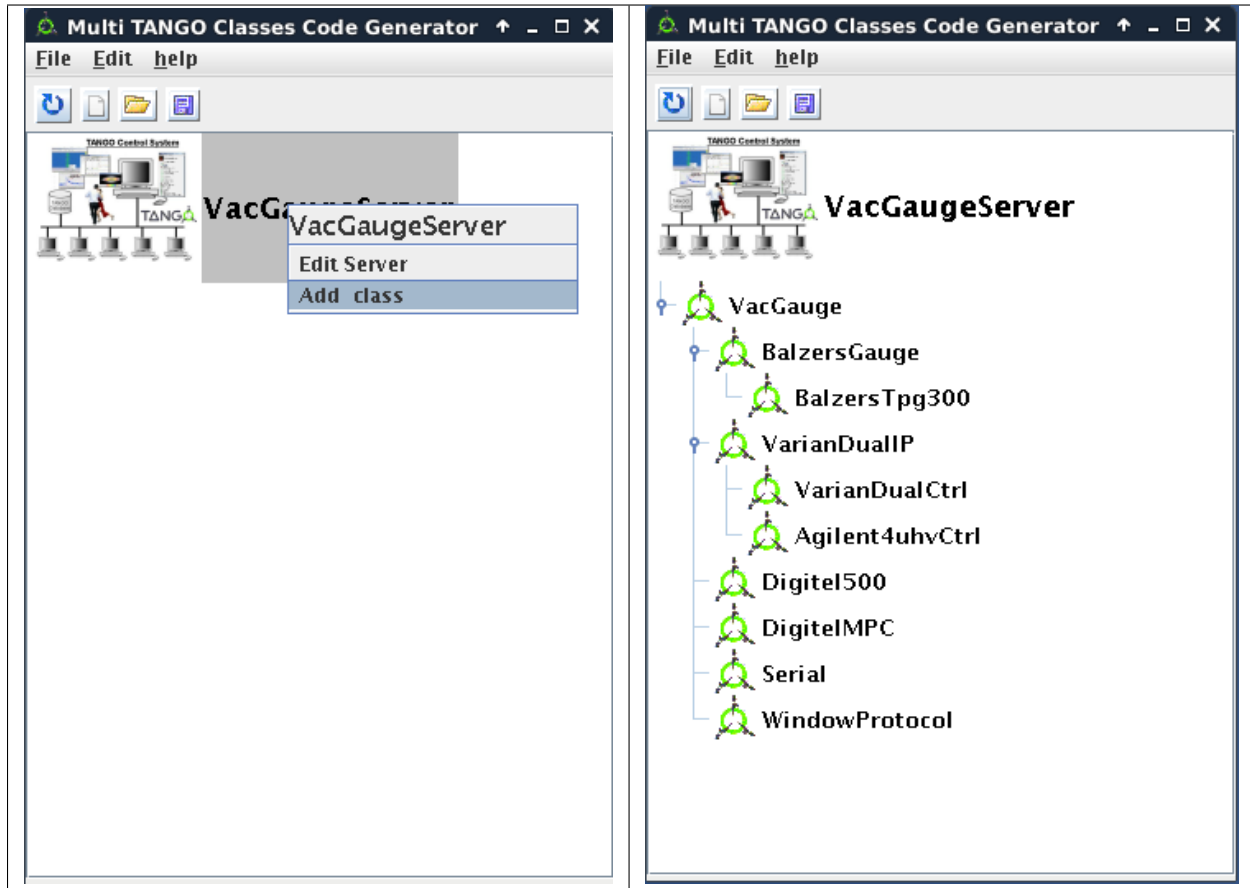 Multi TANGO Classes Code Generator
File Edit help
TANGO Control System
TANGO
VacGaugeServer
VacGaugeServer
Edit Server
Add class
Multi TANGO Classes Code Generator
File Edit help
TANGO Control System
TANGO
VacGaugeServer
VacGauge
BalzersGauge
BalzersTpg300
VarianDualIP
VarianDualCtrl
Agilent4uhvCtrl
Digitel500
DigitelMPC
Serial
WindowProtocol